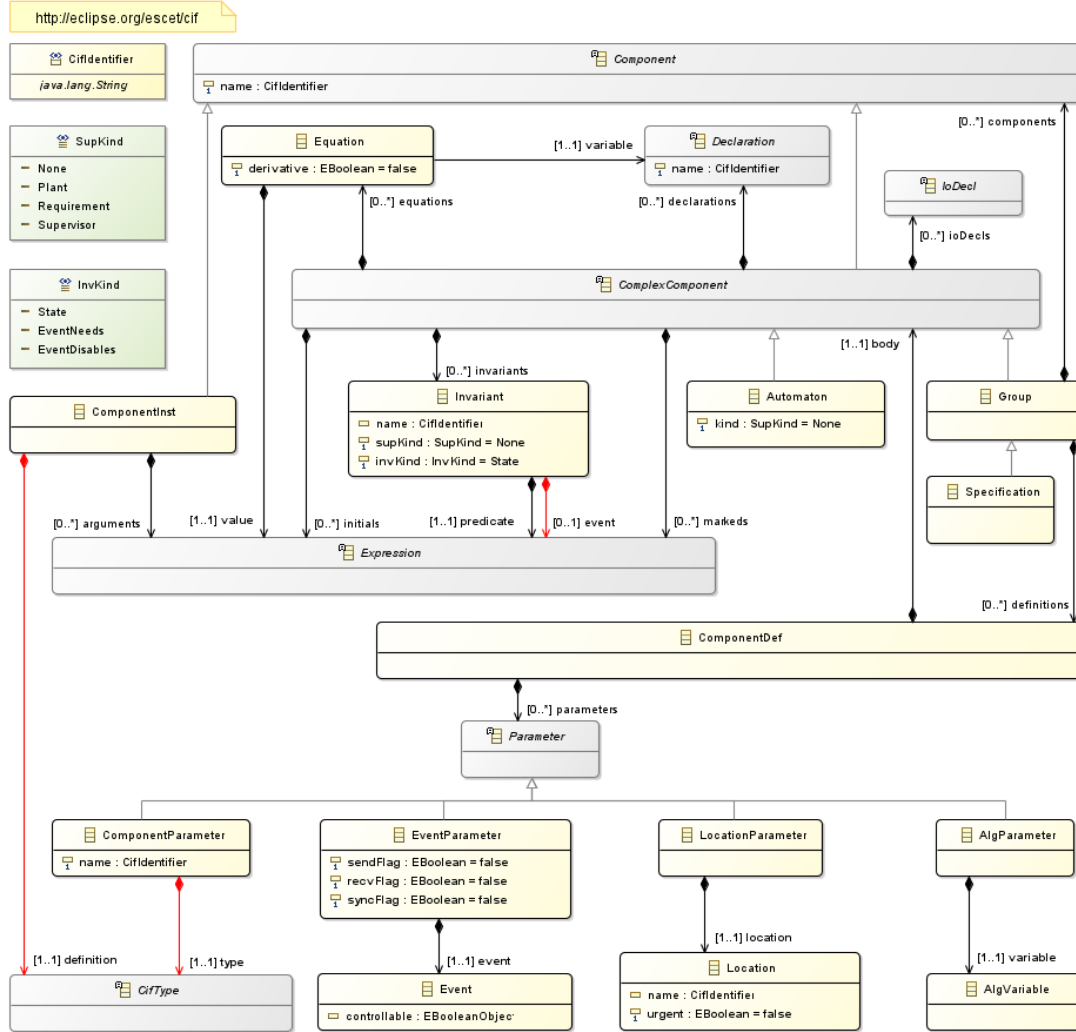 http://eclipse.org/escet/cif
CifIdentifier
java.lang.String
Component
name : CifIdentifier
[0..*] components
SupKind
None
Plant
Requirement
Supervisor
Equation
derivative : EBoolean = false
[1..1] variable
Declaration
name : CifIdentifier
IoDecl
[0..*] equations
[0..*] declarations
[0..*] ioDecls
InvKind
State
EventNeeds
EventDisables
ComplexComponent
[1..1] body
[0..*] invariants
ComponentInst
Invariant
name : CifIdentifier
supKind : SupKind = None
invKind : InvKind = State
Automaton
kind : SupKind = None
Group
Specification
[0..*] arguments
[1..1] value
[0..*] initials
[1..1] predicate
[0..1] event
[0..*] markeds
Expression
[0..*] definitions
ComponentDef
[0..*] parameters
Parameter
ComponentParameter
name : CifIdentifier
EventParameter
sendFlag : EBoolean = false
recvFlag : EBoolean = false
syncFlag : EBoolean = false
LocationParameter
AlgParameter
[1..1] definition
[1..1] type
[1..1] event
[1..1] location
[1..1] variable
CifType
Event
controllable : EBooleanObjec
Location
name : CifIdentifier
urgent : EBoolean = false
AlgVariable